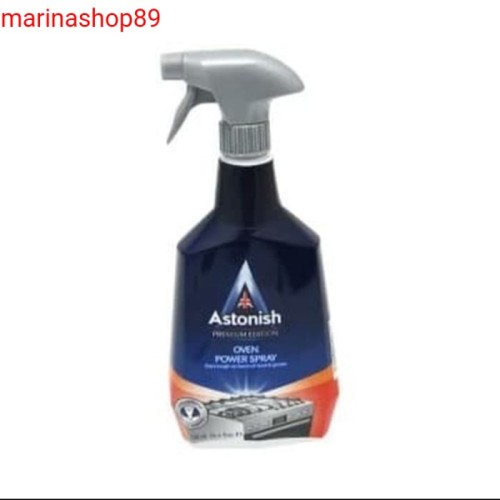 marinashop89
Astonish
PREMIUM EDITION
OVEN
POWER SPRAY